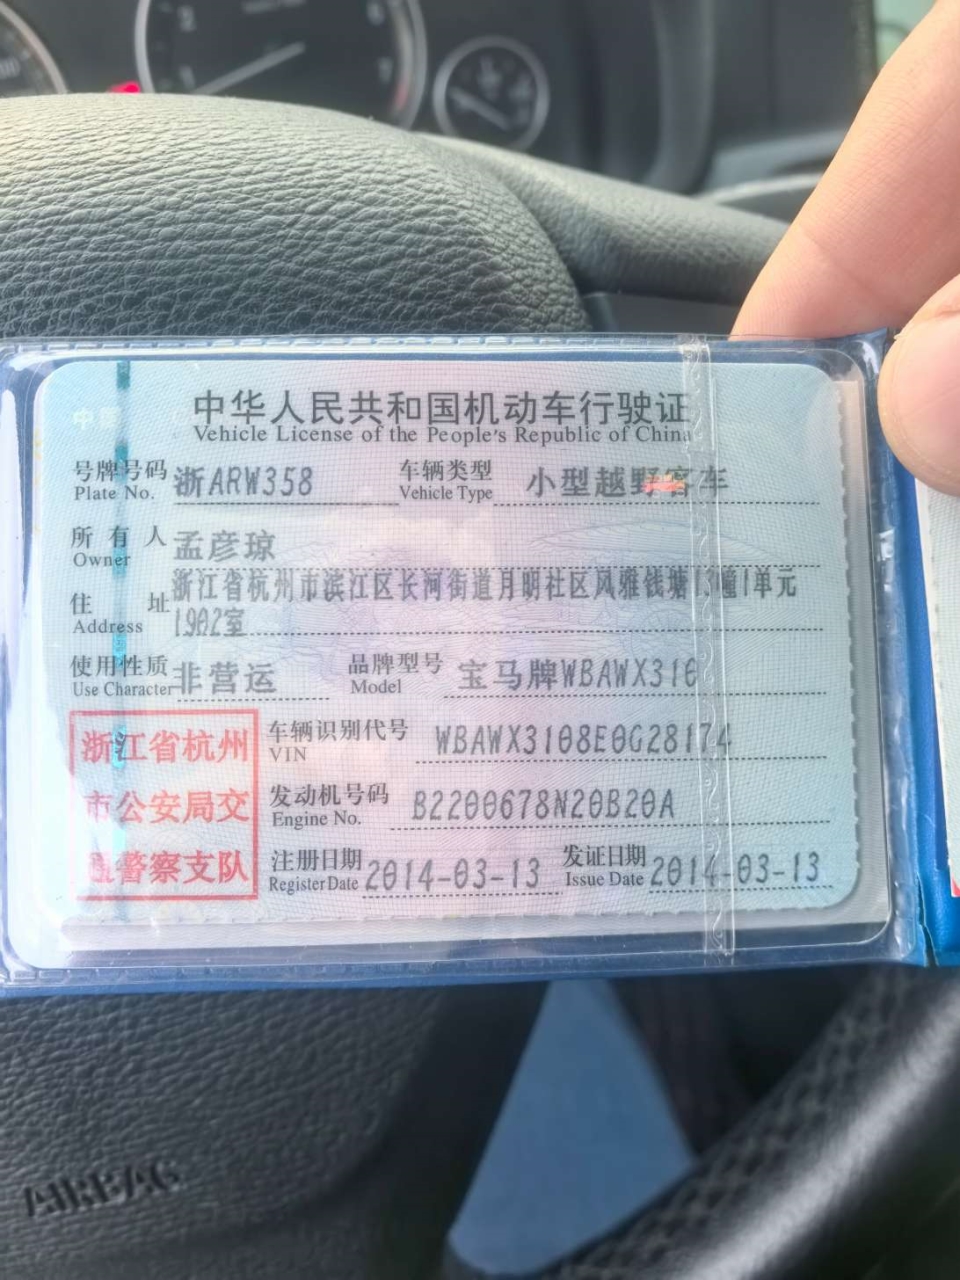 中华人民共和国机动车行驶证
Vehicle License of the People's Republic of China
号牌号码 浙ARW358 车辆类型 小型越野客车
Plate No. Vehicle Type
所有人 孟彦琼
Owner
住址 浙江省杭州市滨江区长河街道月明社区风雅钱塘13幢1单元
1902室
Address
使用性质 非营运 品牌型号 宝马牌WBAWX316
Use Character Model
浙江省杭州
市公安局交
通警察支队
车辆识别代号 WBAWX3108E0G28174
VIN
发动机号码 B2200678N20B20A
Engine No.
注册日期 2014-03-13 发证日期 2014-03-13
Register Date Issue Date
AIRBAG